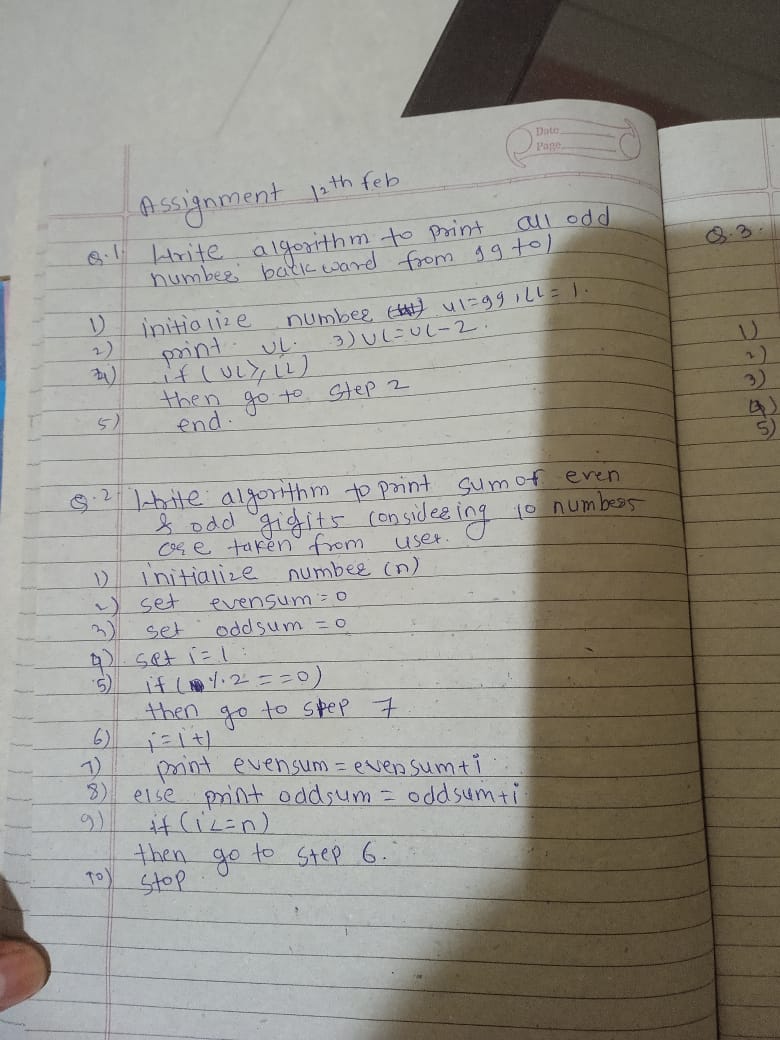 Date
Page
Assignment 12th feb
Q.1 Write algorithm to print all odd
number backward from 99 to 1
1) initialize number ul=99, ll=1.
2) print ul. 3) ul=ul-2.
4) if (ul>,ll)
then go to step 2
5) end.
Q.2 Write algorithm to print sum of even
& odd gigits considering 10 numbers
are taken from user.
1) initialize number (n)
2) set evensum=0
3) set oddsum=0
4) set i=1
5) if ( %2==0)
then go to step 7
6) i=i+1
7) print evensum=evensum+i
8) else print oddsum=oddsum+i
9) if (i<=n)
then go to step 6.
10) stop.
Q.3.
1)
2)
3)
4)
5)